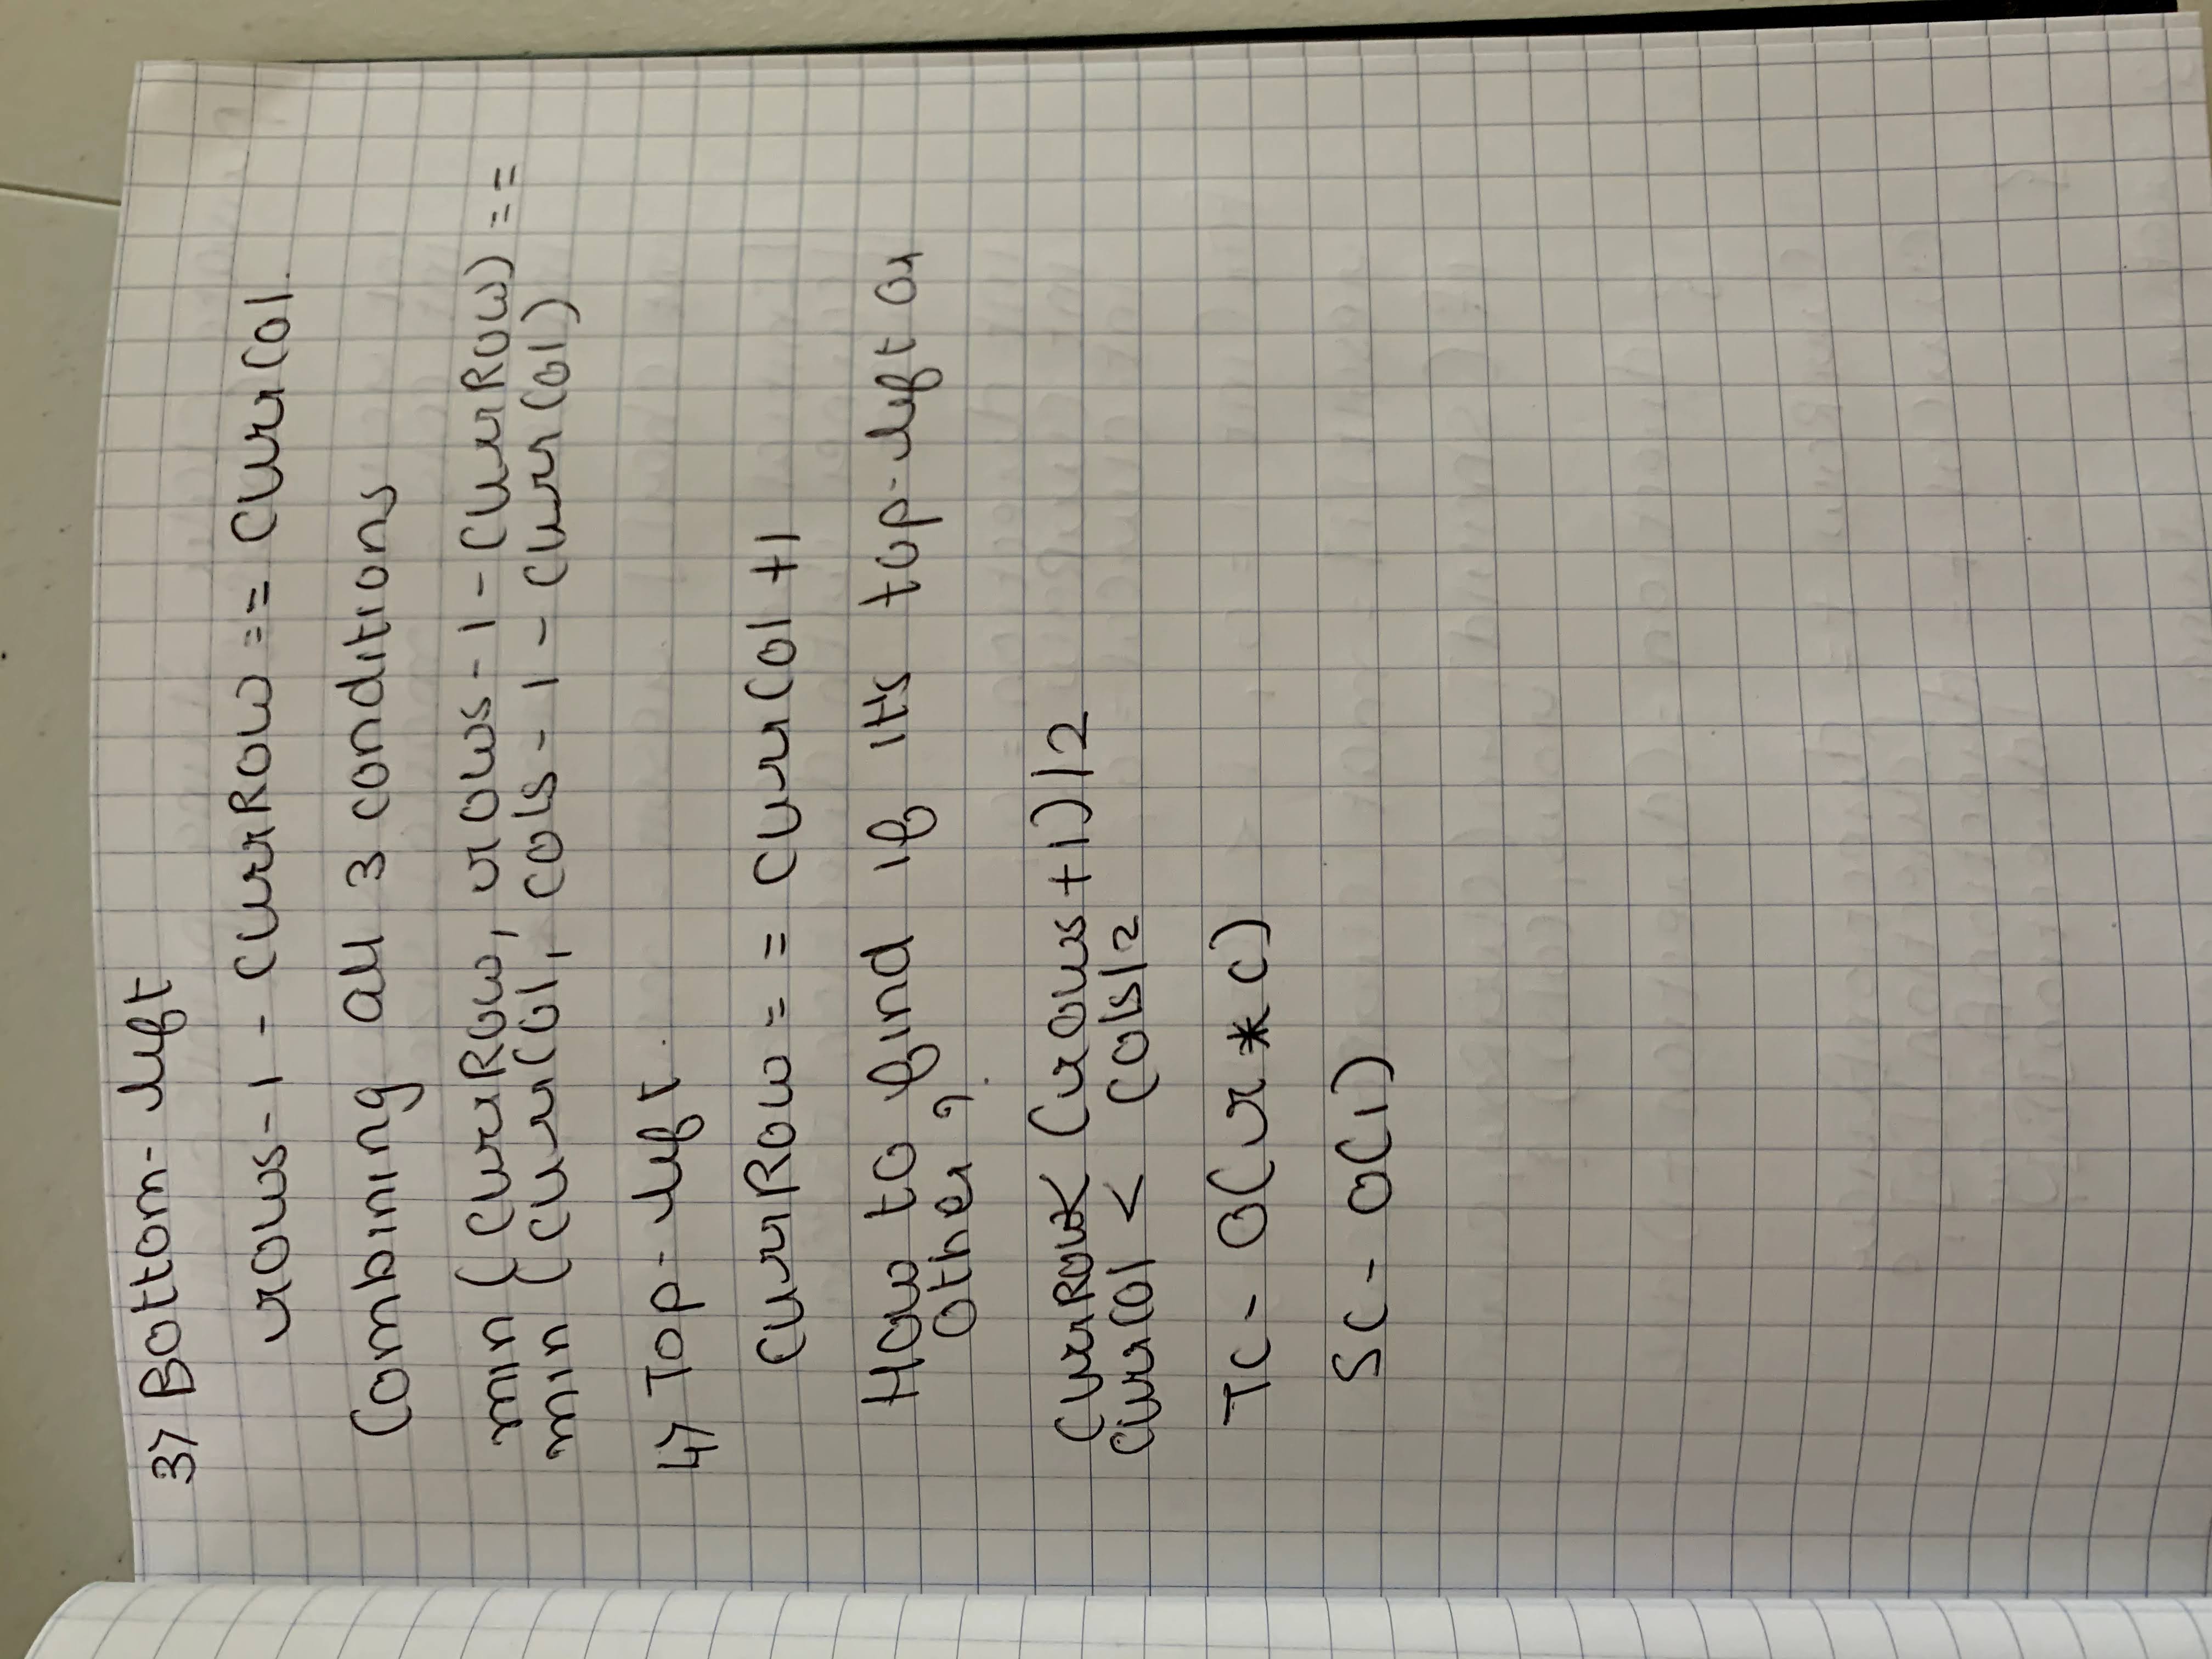 3> Bottom-left
rows-1 - CurrRow == CurrCol.
Combining all 3 conditions
min (CurrRow, rows-1-CurrRow) ==
min (CurrCol, cols-1-CurrCol)
4> Top-left.
CurrRow == CurrCol +1
How to find if it's top-left or
other ?
CurrRow < (rows+1)/2
CurrCol < cols/2
TC - O(r * c)
SC - O(1)